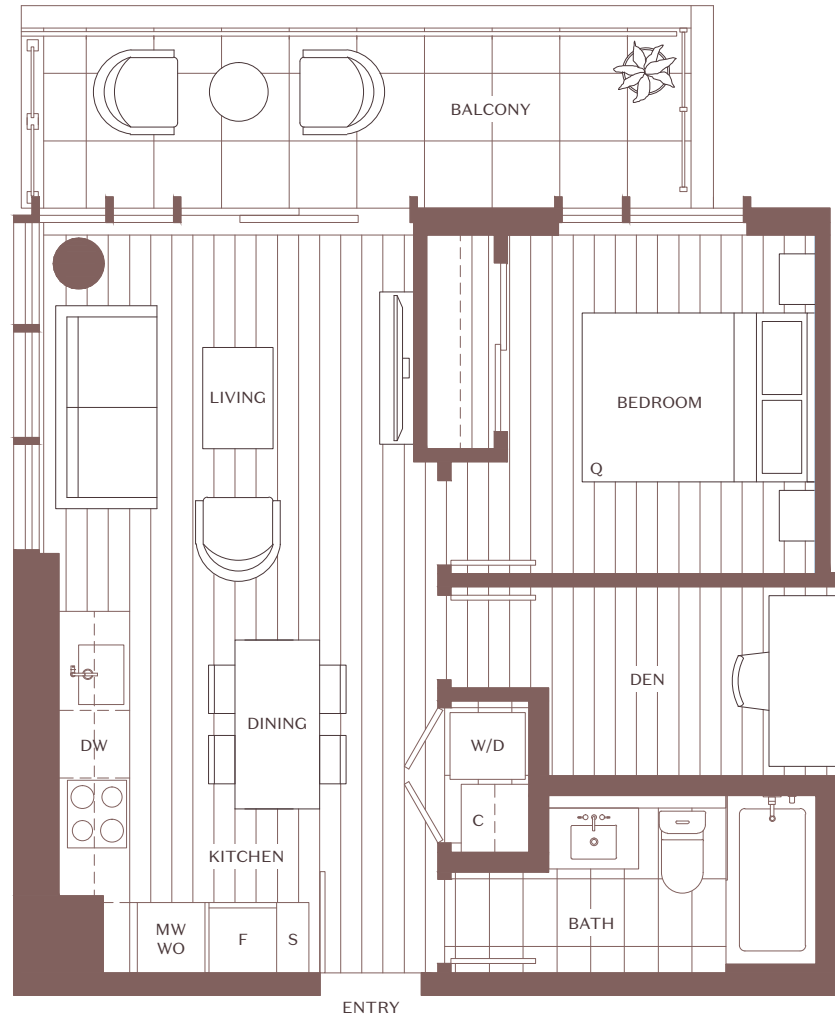 BALCONY
LIVING
BEDROOM
Q
DEN
DINING
DW
W/D
C
KITCHEN
BATH
MW
WO
F
S
ENTRY